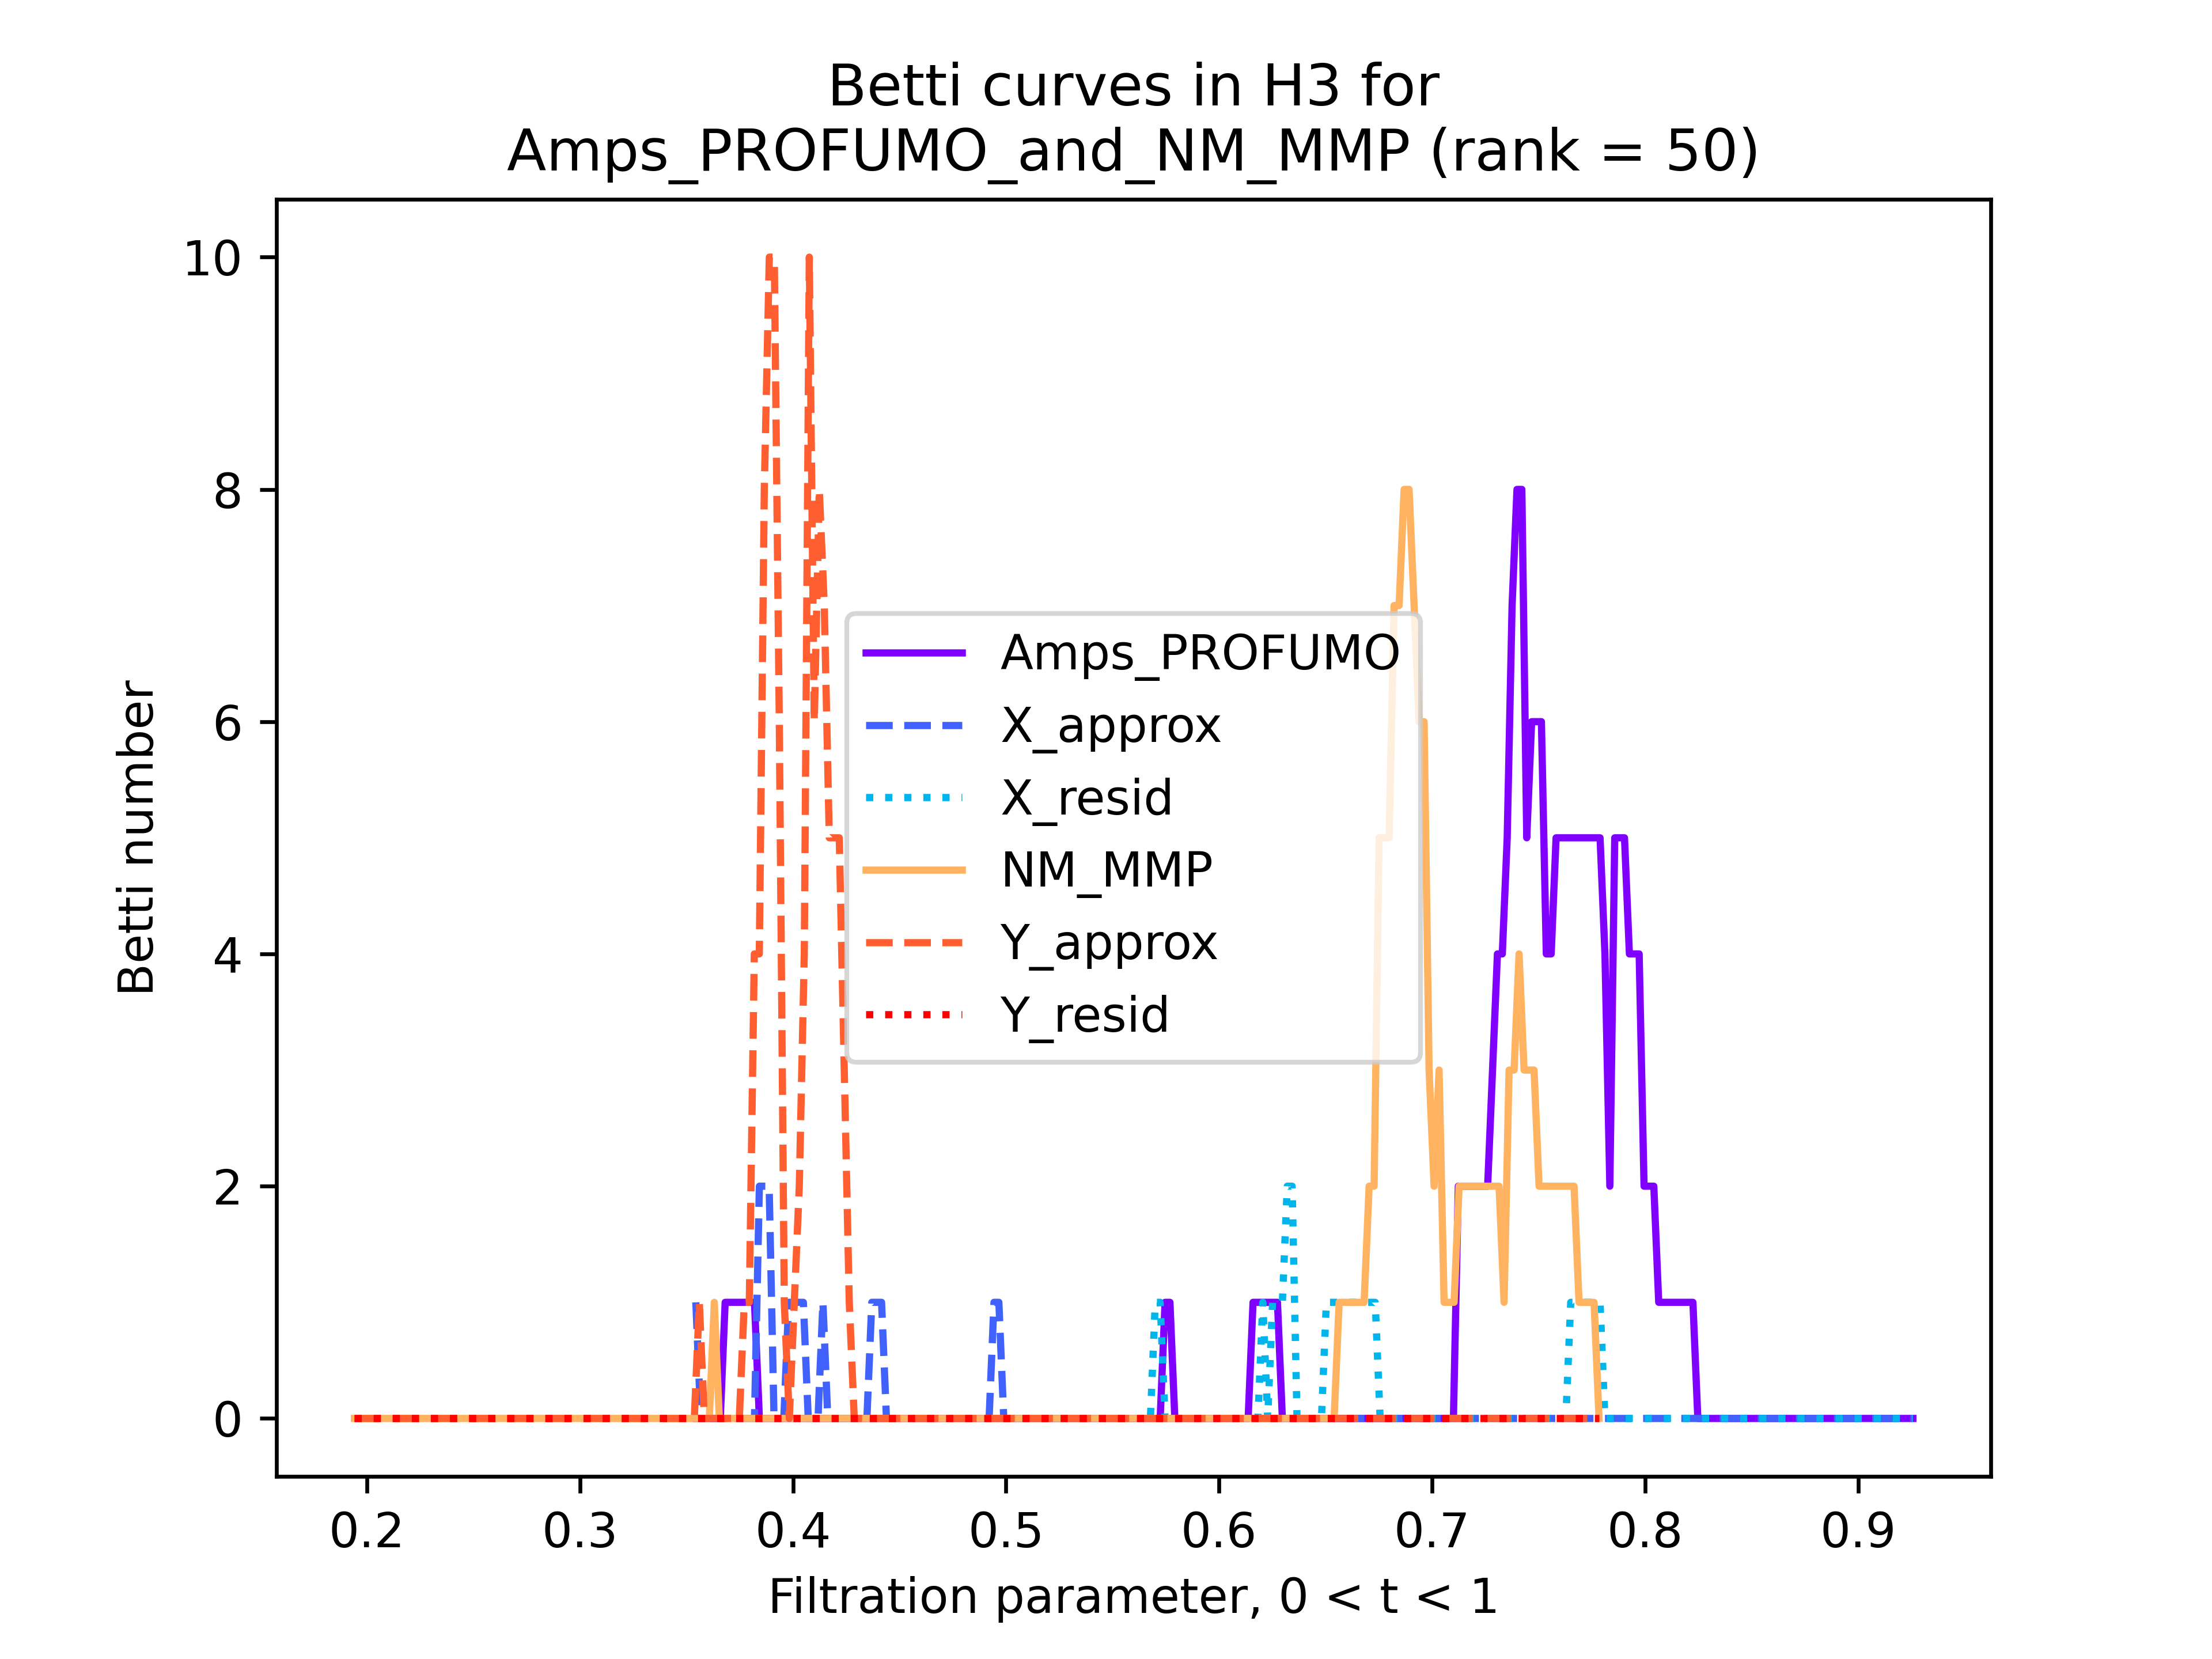 Betti curves in H3 for
Amps_PROFUMO_and_NM_MMP (rank = 50)
10
8
6
4
2
0
Betti number
Amps_PROFUMO
X_approx
X_resid
NM_MMP
Y_approx
Y_resid
0.2 0.3 0.4 0.5 0.6 0.7 0.8 0.9
Filtration parameter, 0 < t < 1